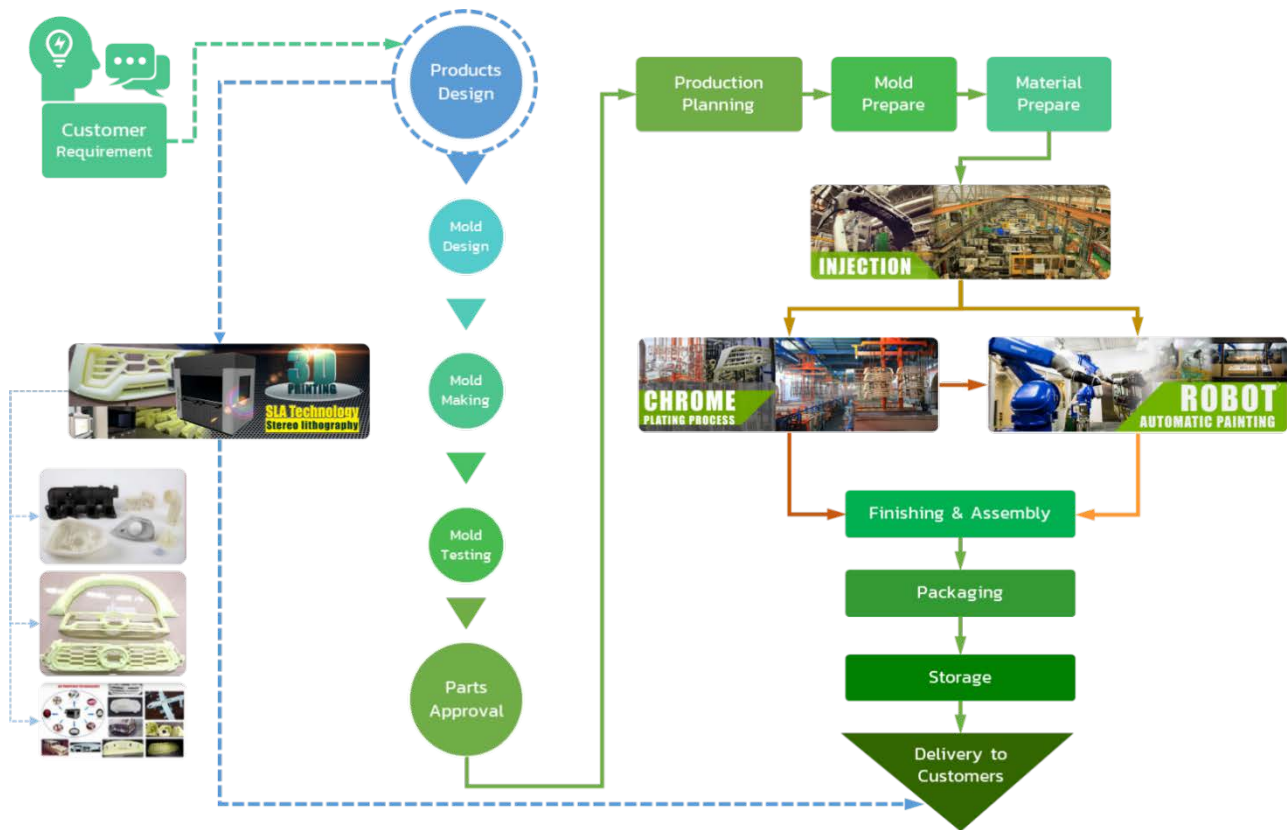 Customer
Requirement
Products
Design
Mold
Design
Mold
Making
Mold
Testing
Parts
Approval
3D
PRINTING
SLA Technology
Stereo lithography
Production
Planning
Mold
Prepare
Material
Prepare
INJECTION
CHROME
PLATING PROCESS
ROBOT
AUTOMATIC PAINTING
Finishing & Assembly
Packaging
Storage
Delivery to
Customers